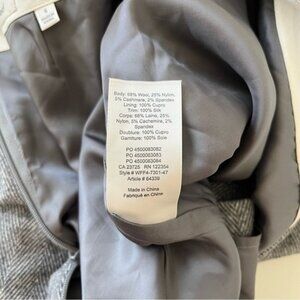 Body: 68% Wool, 25% Nylon,
5% Cashmere, 2% Spandex
Lining: 100% Cupro
Trim: 100% Silk
Corps: 68% Laine, 25%
Nylon, 5% Cachemire, 2%
Spandex
Doublure: 100% Cupro
Garniture: 100% Soie
PO 4500083082
PO 4500083083
PO 4500083084
CA 23725 RN 122354
Style # WFF4-7301-47
Article # 64339
Made in China
Fabriqué en Chine